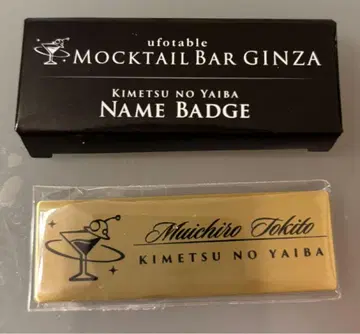 ufotable
MOCKTAIL BAR GINZA
KIMETSU NO YAIBA
NAME BADGE
Muichiro Tokito
KIMETSU NO YAIBA